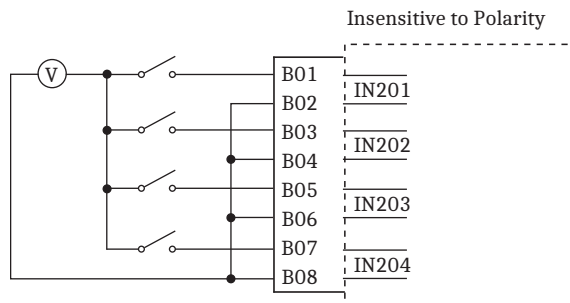 Insensitive to Polarity
V
B01
B02
IN201
B03
B04
IN202
B05
B06
IN203
B07
B08
IN204